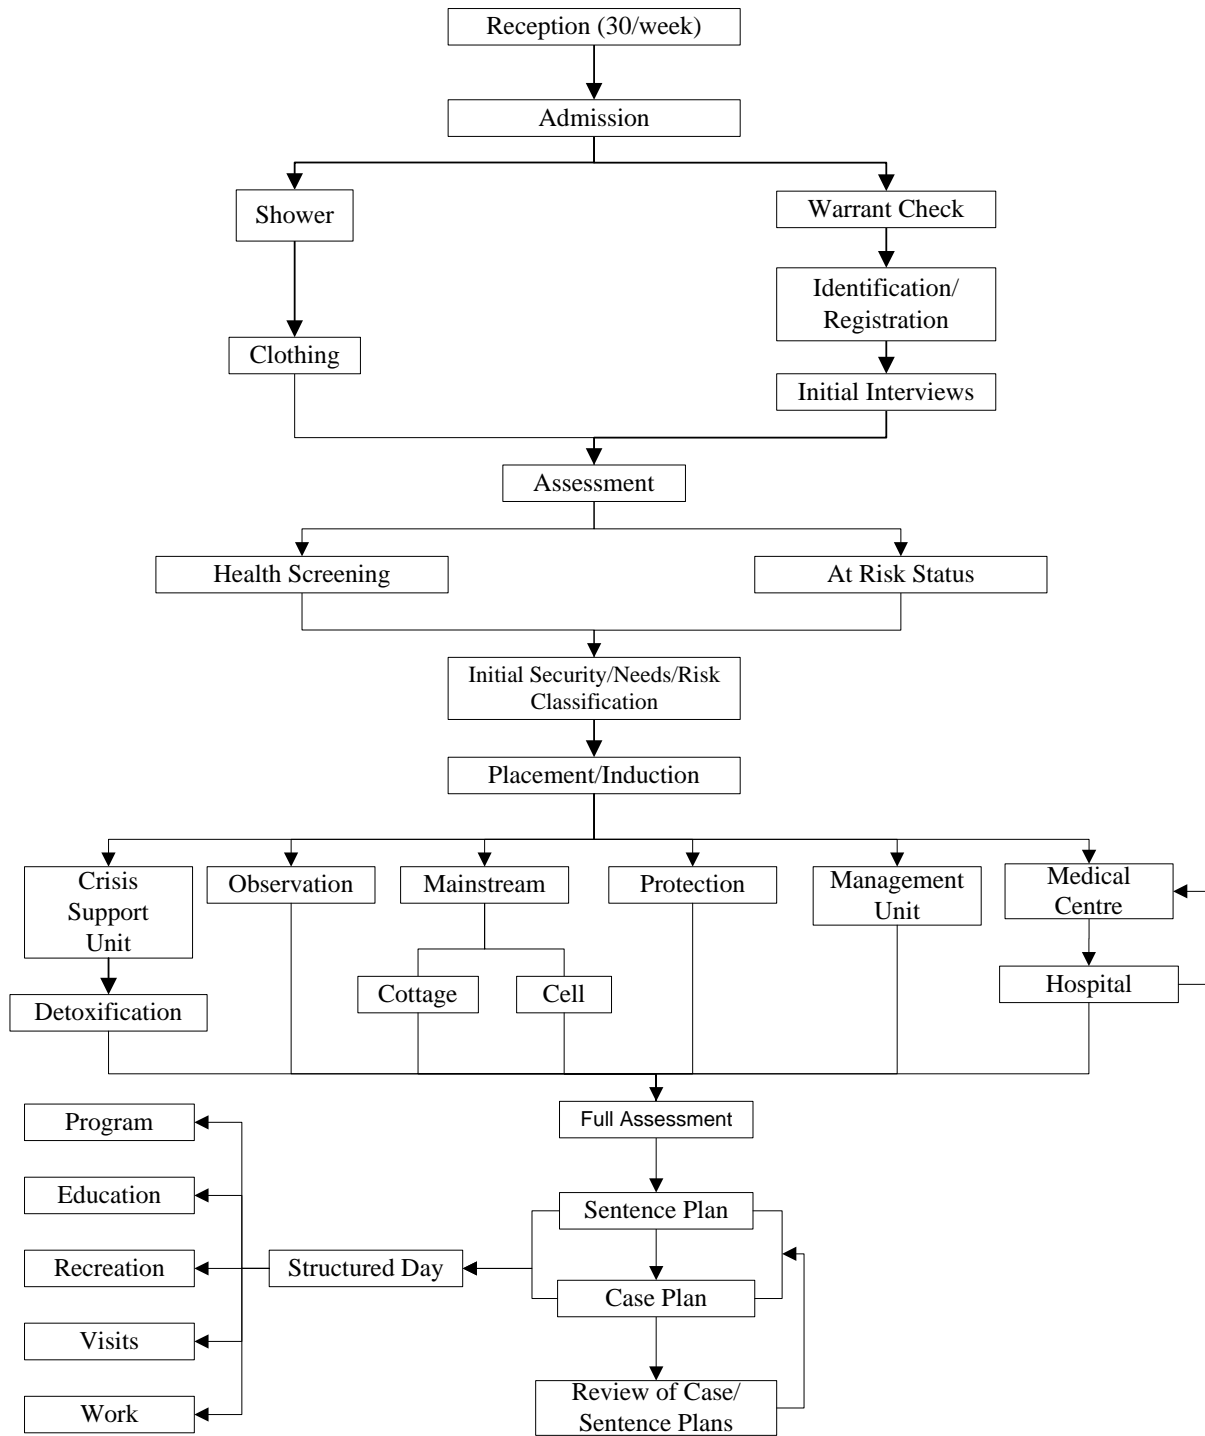 Reception (30/week)
Admission
Shower
Warrant Check
Identification/
Registration
Clothing
Initial Interviews
Assessment
Health Screening
At Risk Status
Initial Security/Needs/Risk
Classification
Placement/Induction
Crisis
Support
Unit
Observation
Mainstream
Protection
Management
Unit
Medical
Centre
Cottage
Cell
Hospital
Detoxification
Full Assessment
Program
Education
Sentence Plan
Recreation
Structured Day
Case Plan
Visits
Review of Case/
Sentence Plans
Work